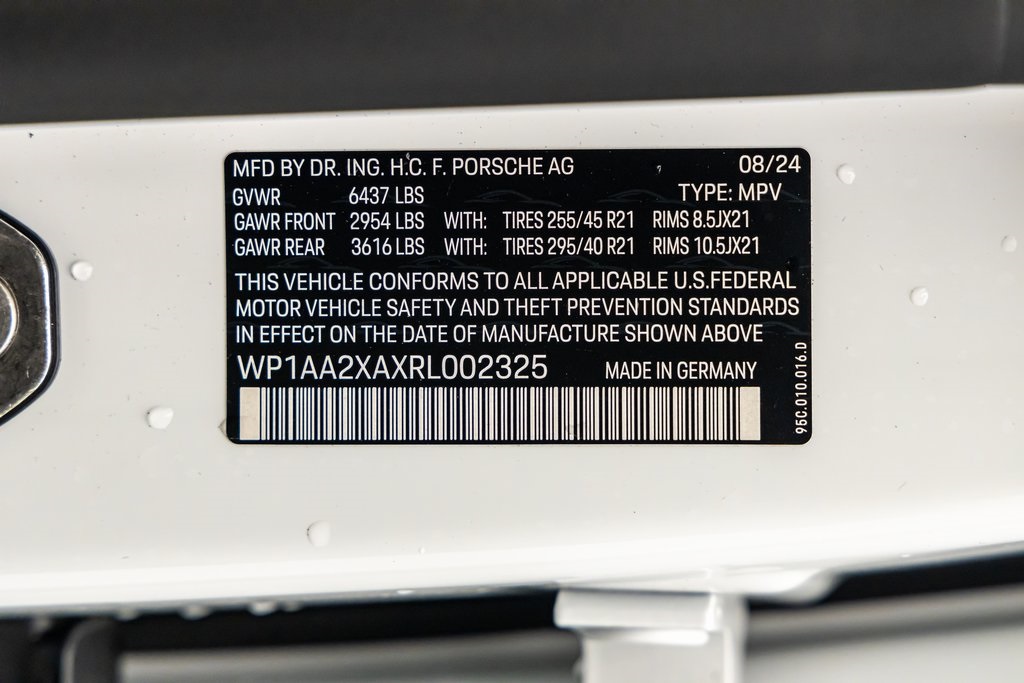 MFD BY DR. ING. H.C. F. PORSCHE AG 08/24
GVWR 6437 LBS TYPE: MPV
GAWR FRONT 2954 LBS WITH: TIRES 255/45 R21 RIMS 8.5JX21
GAWR REAR 3616 LBS WITH: TIRES 295/40 R21 RIMS 10.5JX21
THIS VEHICLE CONFORMS TO ALL APPLICABLE U.S.FEDERAL
MOTOR VEHICLE SAFETY AND THEFT PREVENTION STANDARDS
IN EFFECT ON THE DATE OF MANUFACTURE SHOWN ABOVE
WP1AA2XAXRL002325 MADE IN GERMANY
95C.010.016.D